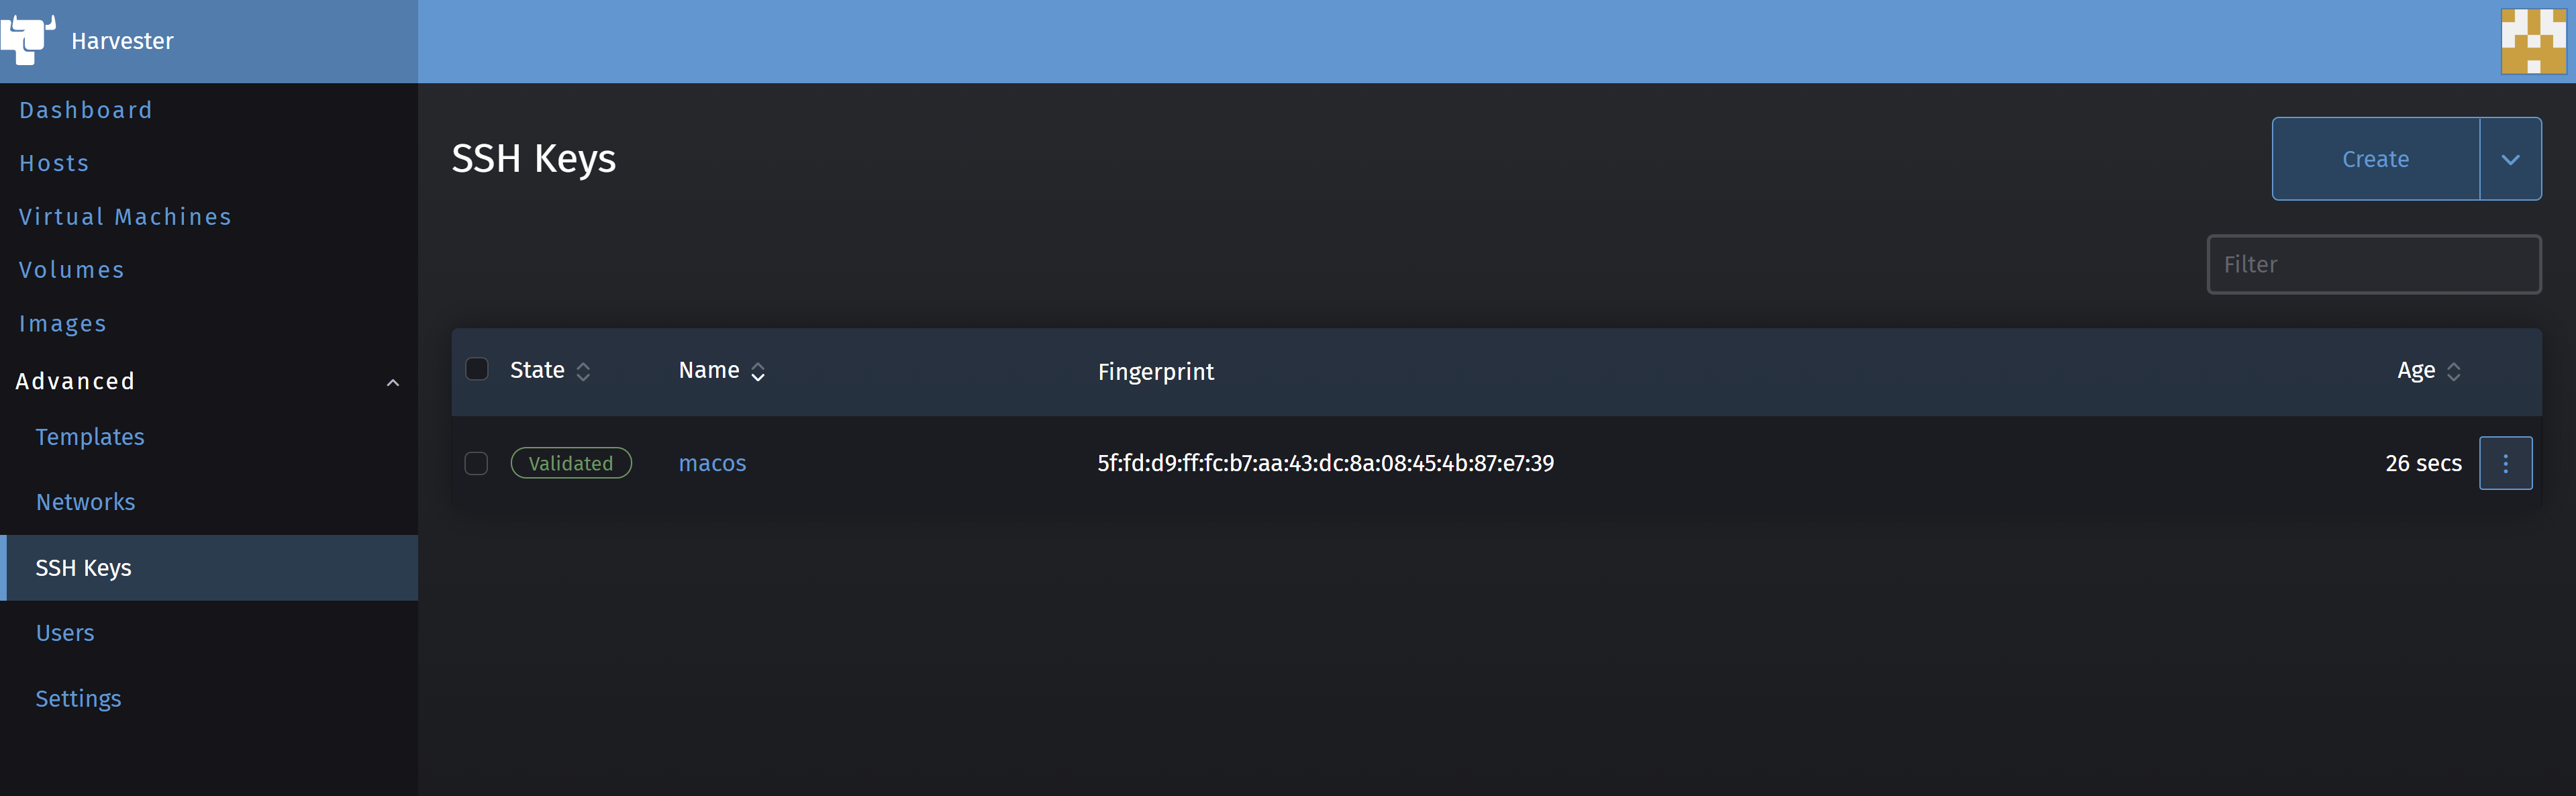 Harvester
Dashboard
Hosts
Virtual Machines
Volumes
Images
Advanced
Templates
Networks
SSH Keys
Users
Settings
SSH Keys
Create
Filter
State Name Fingerprint Age
Validated macos 5f:fd:d9:ff:fc:b7:aa:43:dc:8a:08:45:4b:87:e7:39 26 secs